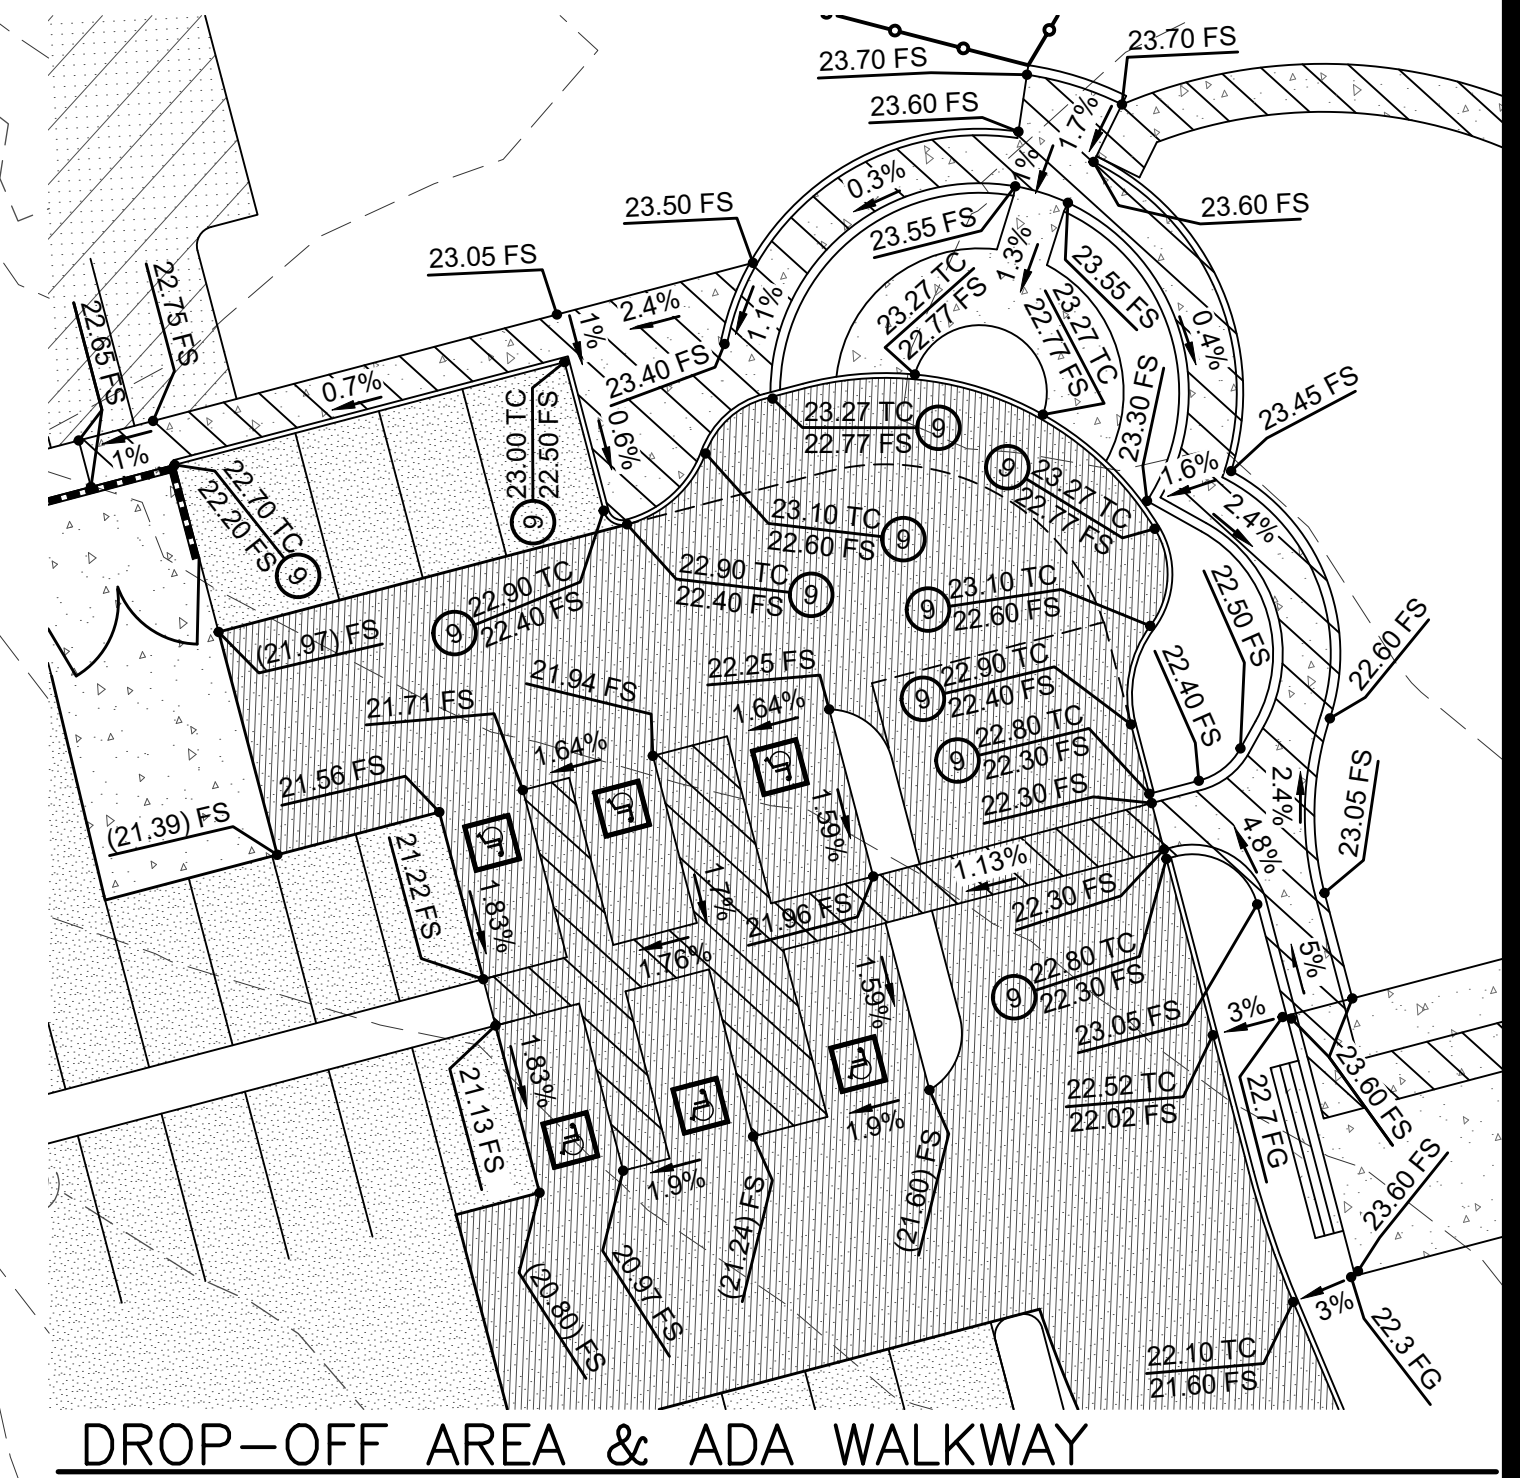 23.70 FS
23.70 FS
23.60 FS
1.7%
1%
0.3%
23.50 FS
23.60 FS
23.55 FS
1.3%
23.05 FS
23.55 FS
22.75 FS
22.65 FS
2.4%
1%
1.1%
23.27 TC
22.77 FS
23.27 TC
22.77 FS
0.4%
23.40 FS
0.7%
23.00 TC
22.50 FS
9
0.6%
23.27 TC
22.77 FS
9
23.30 FS
23.45 FS
1%
22.70 TC
22.20 FS
9
9
23.27 TC
22.77 FS
1.6%
2.4%
23.10 TC
22.60 FS
9
22.90 TC
22.40 FS
9
22.90 TC
22.40 FS
9
9
23.10 TC
22.60 FS
22.50 FS
22.60 FS
(21.97) FS
21.94 FS
22.25 FS
9
22.90 TC
22.40 FS
22.40 FS
21.71 FS
1.64%
1.64%
9
22.80 TC
22.30 FS
22.30 FS
21.56 FS
(21.39) FS
1.59%
2.4%
23.05 FS
4.8%
21.22 FS
1.83%
1.7%
21.96 FS
1.13%
22.30 FS
1.76%
1.59%
9
22.80 TC
22.30 FS
5%
23.05 FS
3%
1.83%
21.13 FS
22.52 TC
22.02 FS
22.7 FG
23.60 FS
1.9%
1.9%
(21.60) FS
(21.24) FS
23.60 FS
(20.80) FS
20.97 FS
3%
22.10 TC
21.60 FS
22.3 FG
DROP-OFF AREA & ADA WALKWAY